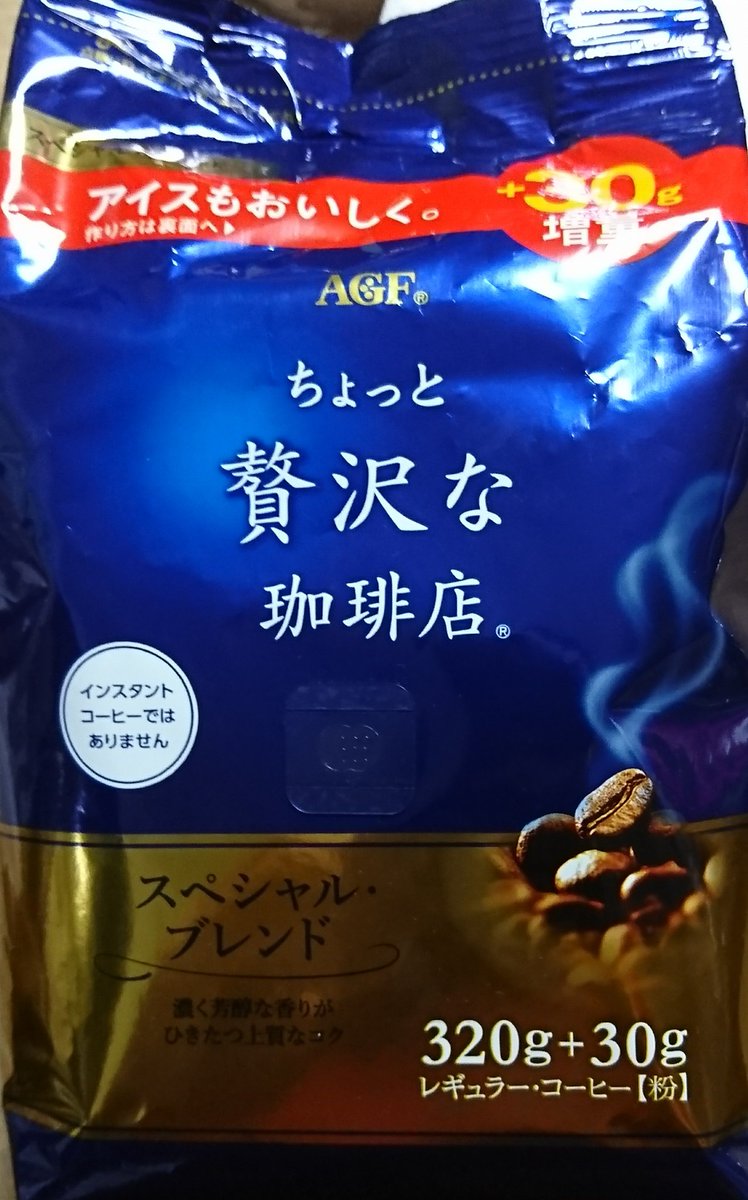 アイスもおいしく。
作り方は裏面へ
+30g
増量
AGF®
ちょっと
贅沢な
珈琲店®
インスタント
コーヒーでは
ありません
スペシャル・
ブレンド
濃く芳醇な香りが
ひきたつ上質なコク
320g+30g
レギュラー・コーヒー【粉】